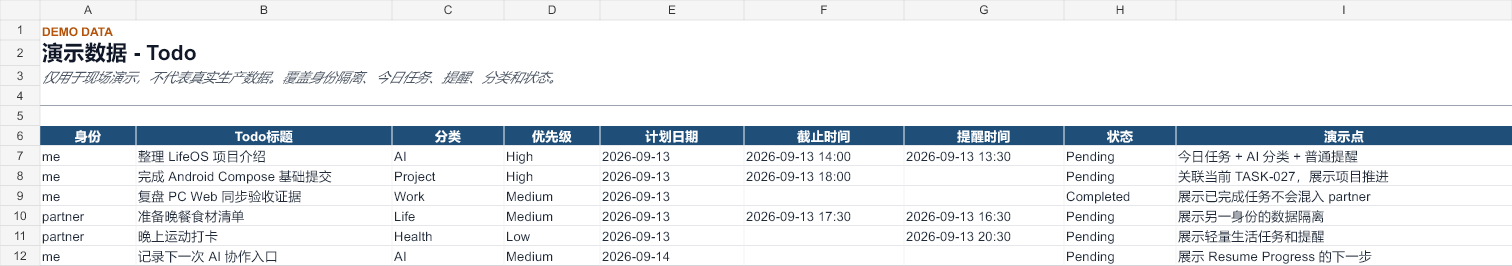 A B C D E F G H I
1 DEMO DATA
2 演示数据 - Todo
3 仅用于现场演示，不代表真实生产数据。覆盖身份隔离、今日任务、提醒、分类和状态。
4
5
6 身份 Todo标题 分类 优先级 计划日期 截止时间 提醒时间 状态 演示点
7 me 整理 LifeOS 项目介绍 AI High 2026-09-13 2026-09-13 14:00 2026-09-13 13:30 Pending 今日任务 + AI 分类 + 普通提醒
8 me 完成 Android Compose 基础提交 Project High 2026-09-13 2026-09-13 18:00 Pending 关联当前 TASK-027，展示项目推进
9 me 复盘 PC Web 同步验收证据 Work Medium 2026-09-13 Completed 展示已完成任务不会混入 partner
10 partner 准备晚餐食材清单 Life Medium 2026-09-13 2026-09-13 17:30 2026-09-13 16:30 Pending 展示另一身份的数据隔离
11 partner 晚上运动打卡 Health Low 2026-09-13 2026-09-13 20:30 Pending 展示轻量生活任务和提醒
12 me 记录下一次 AI 协作入口 AI Medium 2026-09-14 Pending 展示 Resume Progress 的下一步